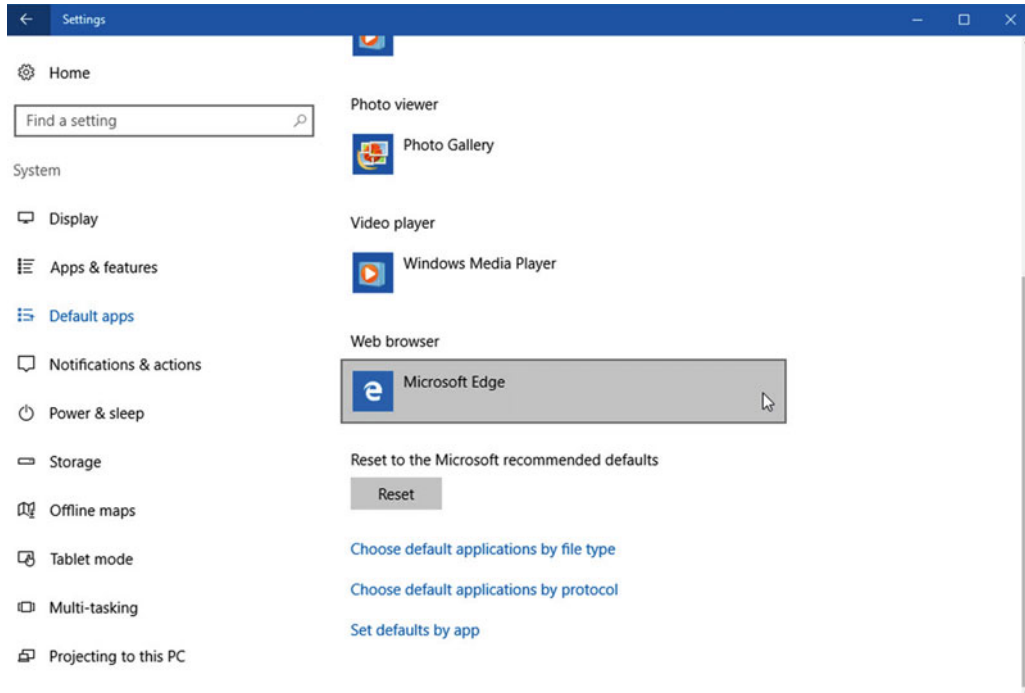 Settings
Home
Find a setting
System
Display
Apps & features
Default apps
Notifications & actions
Power & sleep
Storage
Offline maps
Tablet mode
Multi-tasking
Projecting to this PC
Photo viewer
Photo Gallery
Video player
Windows Media Player
Web browser
Microsoft Edge
Reset to the Microsoft recommended defaults
Reset
Choose default applications by file type
Choose default applications by protocol
Set defaults by app